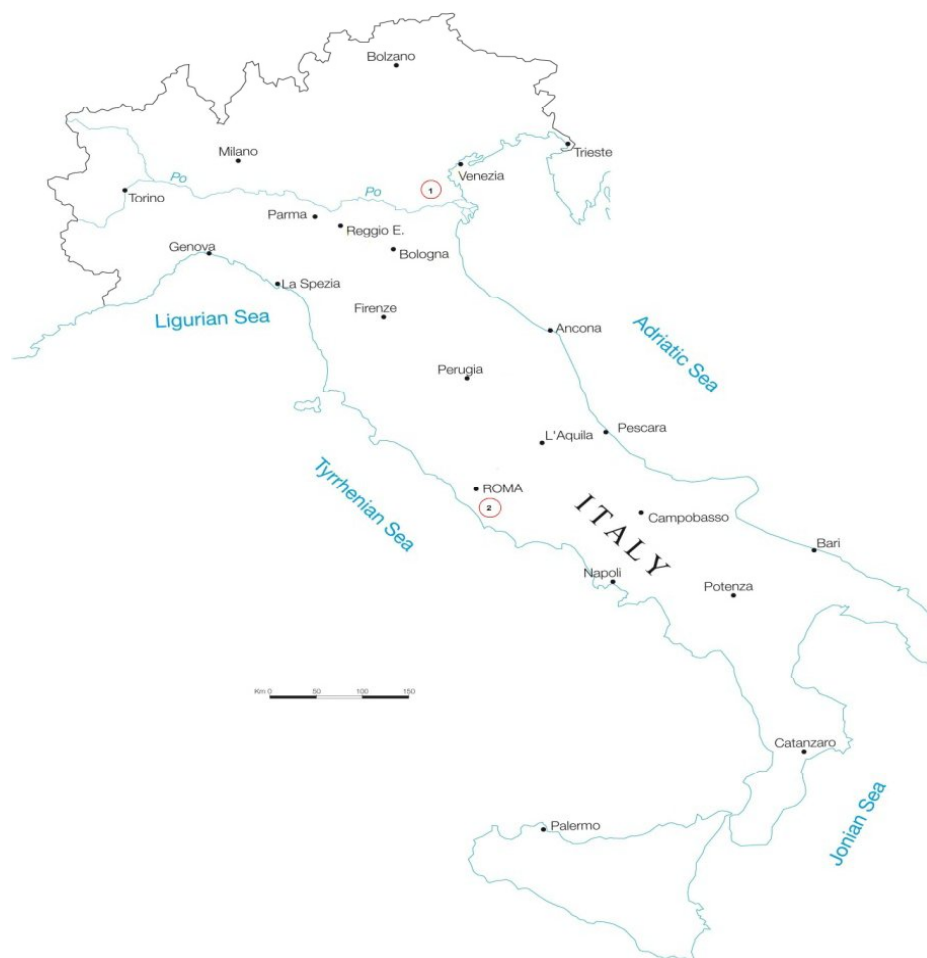 Bolzano
Milano
Trieste
Venezia
Po
Po
1
Torino
Parma
Reggio E.
Genova
Bologna
La Spezia
Firenze
Ligurian Sea
Ancona
Adriatic Sea
Perugia
Pescara
L'Aquila
Tyrrhenian Sea
ROMA
2
ITALY
Campobasso
Bari
Napoli
Potenza
Km 0 50 100 150
Catanzaro
Jonian Sea
Palermo